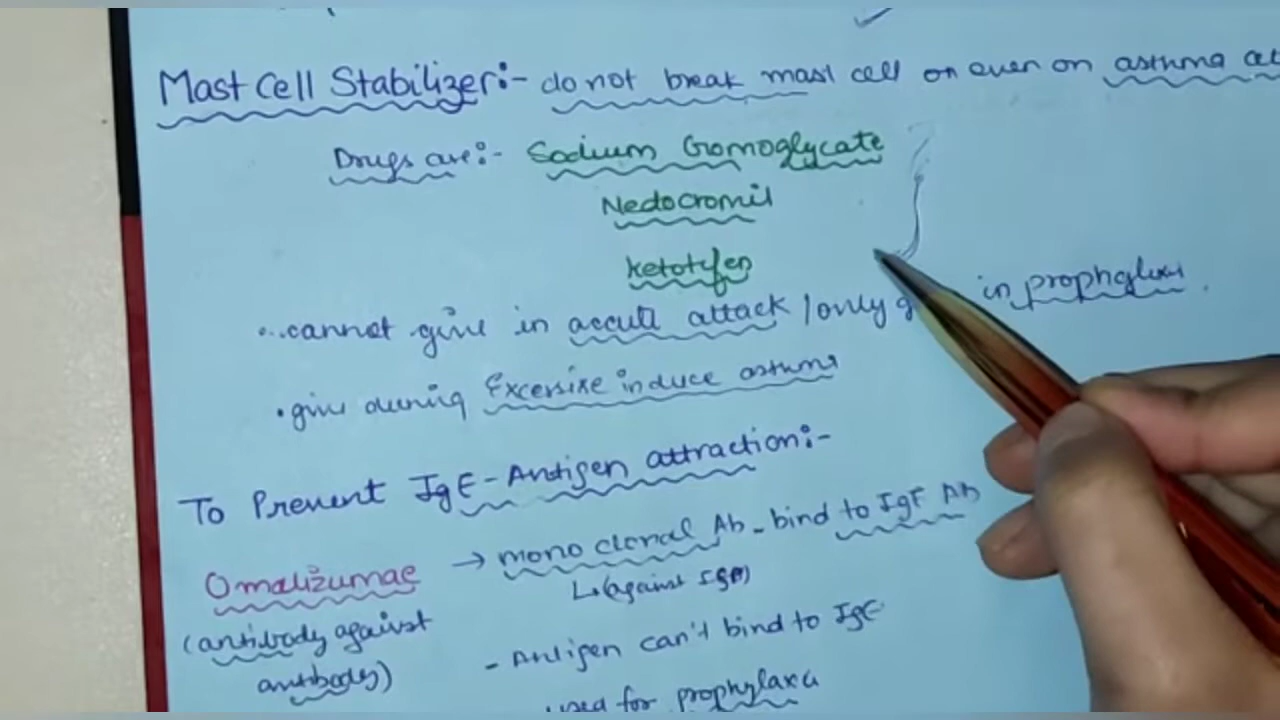 Mast Cell Stabilizer:- do not break mast cell on even on asthma at
Drugs are:- Sodium Cromoglycate
Nedocromil
ketotifen
cannot give in accute attack / only g in prophylaxis
• give during Excersise induce asthma
To Prevent IgE - Antigen attraction:-
Omalizumab → mono clonal Ab - bind to IgE Ab
(against IgE)
(antibody against
antibody)
- Antigen can't bind to IgE
used for prophylaxis